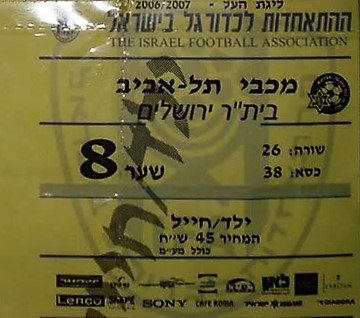 ליגת העל - 2006/2007
ההתאחדות לכדורגל בישראל
THE ISRAEL FOOTBALL ASSOCIATION
מכבי תל-אביב
בית"ר ירושלים
שורה: 26
כסא: 38
שער 8
ילד/חייל
המחיר 45 ש"ח
כולל מע"מ
Lenco SHAPE SONY CAFE ROMA DIADORA